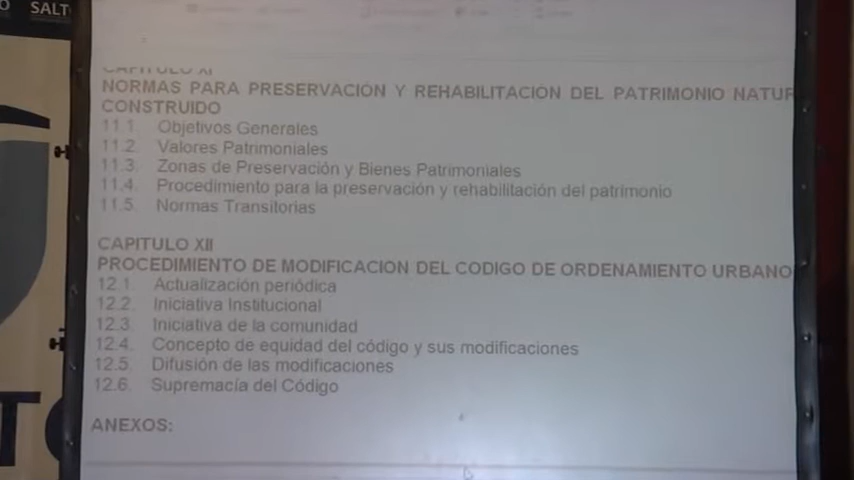 SALT
CAPITULO XI
NORMAS PARA PRESERVACIÓN Y REHABILITACIÓN DEL PATRIMONIO NATUR
CONSTRUIDO
11.1. Objetivos Generales
11.2. Valores Patrimoniales
11.3. Zonas de Preservación y Bienes Patrimoniales
11.4. Procedimiento para la preservación y rehabilitación del patrimonio
11.5. Normas Transitorias
CAPITULO XII
PROCEDIMIENTO DE MODIFICACION DEL CODIGO DE ORDENAMIENTO URBANO
12.1. Actualización periódica
12.2. Iniciativa Institucional
12.3. Iniciativa de la comunidad
12.4. Concepto de equidad del código y sus modificaciones
12.5. Difusión de las modificaciones
12.6. Supremacía del Código
ANEXOS: